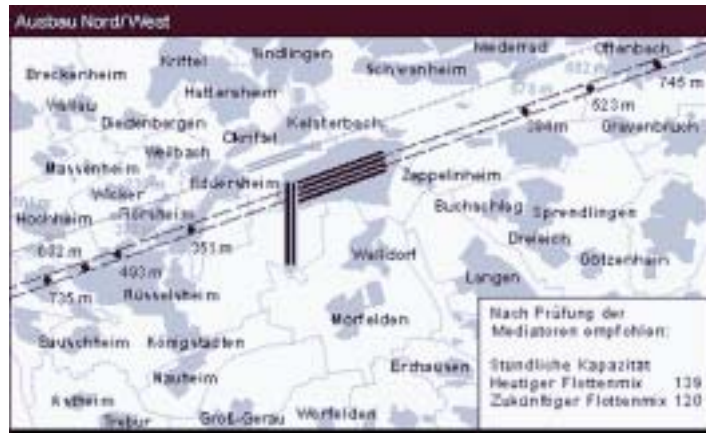 Ausbau Nord/West
Kriftel
Sindlingen
Niederrad
Offenbach
Breckenheim
Schwanheim
745 m
Wallau
Hattersheim
623 m
Diedenbergen
Kelsterbach
394m
Gravenbruch
Okriftel
Weilbach
Massenheim
Eddersheim
Zeppelinheim
Wicker
Hochheim
Flörsheim
Buchschlag
Sprendlingen
Dreieich
351 m
Walldorf
Götzenhain
602 m
493 m
735 m
Rüsselsheim
Langen
Mörfelden
Bauschheim
Königstädten
Erzhausen
Nauheim
Astheim
Trebur
Groß-Gerau
Worfelden
Nach Prüfung der
Mediatoren empfohlen:
Stündliche Kapazität
Heutiger Flottenmix 139
Zukünftiger Flottenmix 120